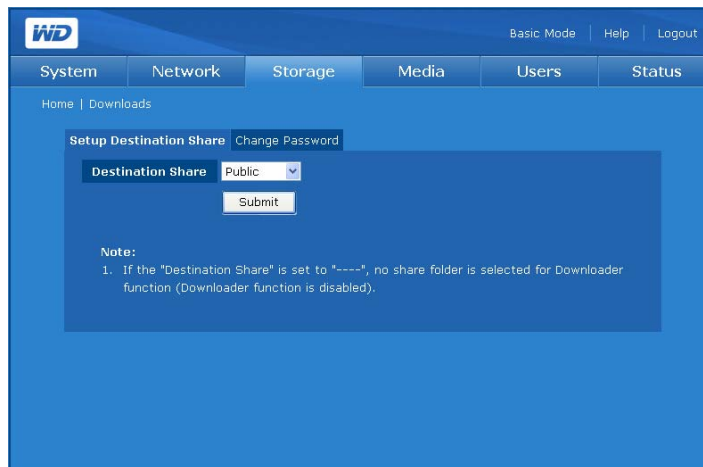 WD
Basic Mode | Help | Logout
System Network Storage Media Users Status
Home | Downloads
Setup Destination Share Change Password
Destination Share Public
Submit
Note:
1. If the "Destination Share" is set to "----", no share folder is selected for Downloader
function (Downloader function is disabled).